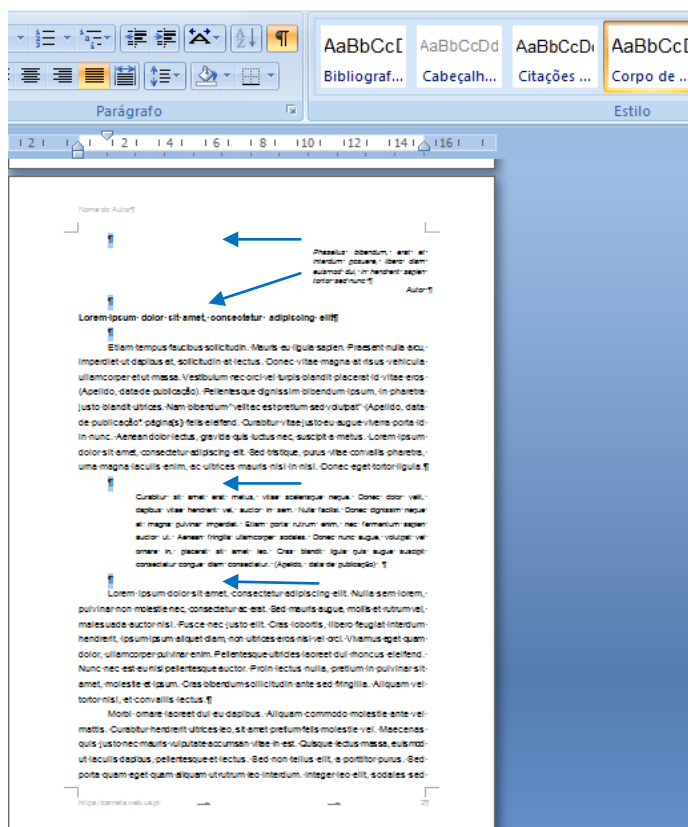 AaBbCcI AaBbCcDd AaBbCcDi AaBbCcI
Bibliograf... Cabeçalh... Citações ... Corpo de ...
Parágrafo
Estilo
2 2 4 6 8 10 12 14 16
Nome do Autor¶
¶
Phasellus bibendum, erat et
interdum posuere, libero diam
euismod dui, in hendrerit sapien
tortor sed nunc ¶
Autor ¶
¶
Lorem ipsum dolor sit amet, consectetur adipiscing elit¶
¶
Etiam tempus faucibus sollicitudin. Mauris eu ligula sapien. Praesent nulla arcu,
imperdiet ut dapibus et, sollicitudin at lectus. Donec vitae magna at risus vehicula
ullamcorper et ut massa. Vestibulum nec orci vel turpis blandit placerat id vitae eros
(Apelido, data de publicação). Pellentesque dignissim bibendum ipsum, in pharetra
justo blandit ultrices. Nam bibendum "velit ac est pretium sed volutpat" (Apelido, data
de publicação: página[s]) felis eleifend. Curabitur vitae justo eu augue viverra porta id
in nunc. Aenean dolor lectus, gravida quis luctus nec, suscipit a metus. Lorem ipsum
dolor sit amet, consectetur adipiscing elit. Sed tristique, purus vitae convallis pharetra,
urna magna iaculis enim, ac ultrices mauris nisl in nisl. Donec eget tortor ligula.¶
¶
Curabitur sit amet erat metus, vitae scelerisque neque. Donec dolor velit,
dapibus vitae hendrerit vel, auctor in sem. Nulla facilisi. Donec dignissim neque
et magna pulvinar imperdiet. Etiam porta rutrum enim, nec fermentum sapien
auctor ut. Aenean fringilla ullamcorper sodales. Donec nunc augue, volutpat vel
ornare in, placerat sit amet leo. Cras blandit ligula quis augue suscipit
consectetur congue diam consectetur. (Apelido, data de publicação) ¶
¶
Lorem ipsum dolor sit amet, consectetur adipiscing elit. Nulla sem lorem,
pulvinar non molestie nec, consectetur ac erat. Sed mauris augue, mollis et rutrum vel,
malesuada auctor nisl. Fusce nec justo elit. Cras lobortis, libero feugiat interdum
hendrerit, ipsum ipsum aliquet diam, non ultrices eros nisl vel orci. Vivamus eget quam
dolor, ullamcorper pulvinar enim. Pellentesque ultricies laoreet dui rhoncus eleifend.
Nunc nec est eu nisl pellentesque auctor. Proin lectus nulla, pretium in pulvinar sit
amet, molestie et ipsum. Cras bibendum sollicitudin ante sed fringilla. Aliquam vel
tortor nisl, et convallis lectus.¶
Morbi ornare laoreet dui eu dapibus. Aliquam commodo molestie ante vel
mattis. Curabitur hendrerit ultrices leo, sit amet pretium felis molestie vel. Maecenas
quis justo nec mauris vulputate accumsan vitae in est. Quisque lectus massa, euismod
ut iaculis dapibus, pellentesque et lectus. Sed non tellus elit, a porttitor purus. Sed
porta quam eget quam aliquam ut rutrum leo interdum. Integer leo elit, sodales sed
2¶